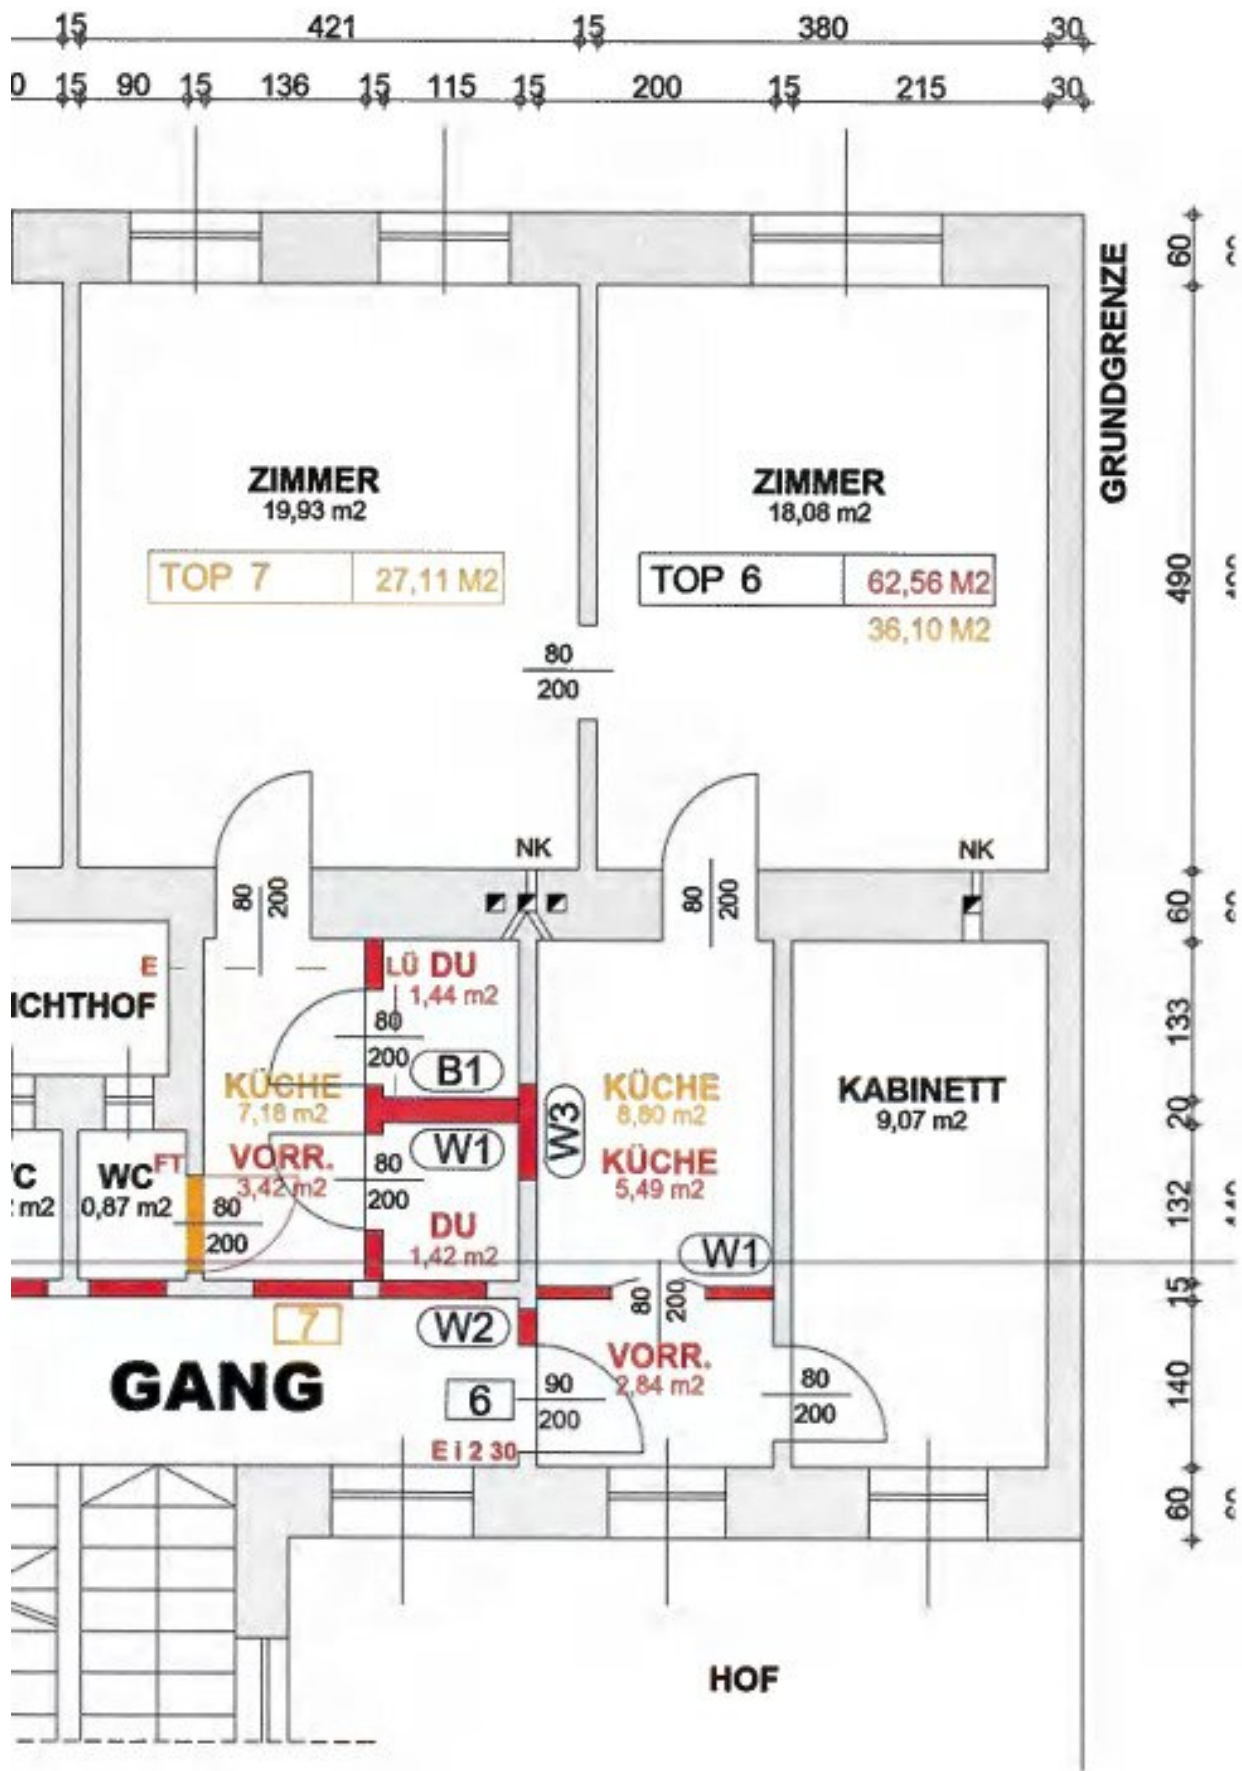 15 421 15 380 30
0 15 90 15 136 15 115 15 200 15 215 30
60
GRUNDGRENZE
ZIMMER
19,93 m2
ZIMMER
18,08 m2
TOP 7 27,11 M2
TOP 6 62,56 M2
36,10 M2
490
80
200
NK
NK
80
200
80
200
60
E
LÜ DU
1,44 m2
ICHTHOF
80
200
B1
133
KÜCHE
7,18 m2
W3
KÜCHE
8,80 m2
KABINETT
9,07 m2
20
W1
VORR.
3,42 m2
KÜCHE
5,49 m2
C
m2
WC
0,87 m2
FT
80
200
80
200
DU
1,42 m2
W1
132
80
200
15
7
W2
GANG
VORR.
2,84 m2
6
90
200
80
200
140
E i 2 30
60
HOF